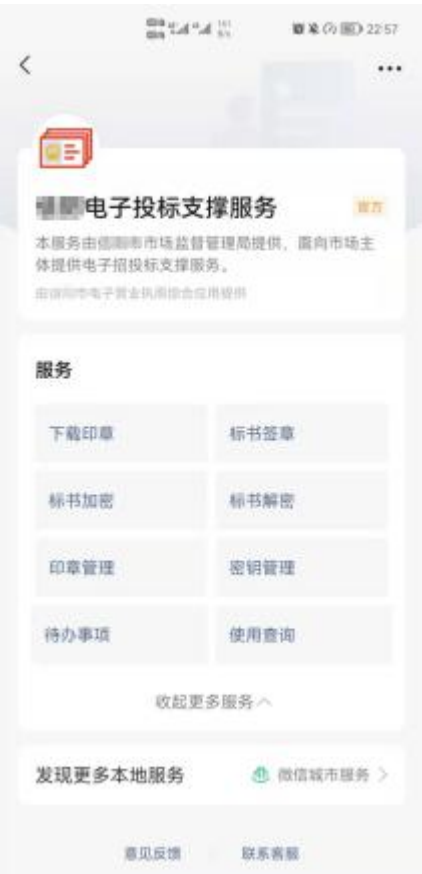 22:57
电子投标支撑服务
官方
本服务由信阳市市场监督管理局提供，面向市场主
体提供电子招投标支撑服务。
服务
下载印章
标书签章
标书加密
标书解密
印章管理
密钥管理
待办事项
使用查询
收起更多服务
发现更多本地服务
微信城市服务
意见反馈
联系客服